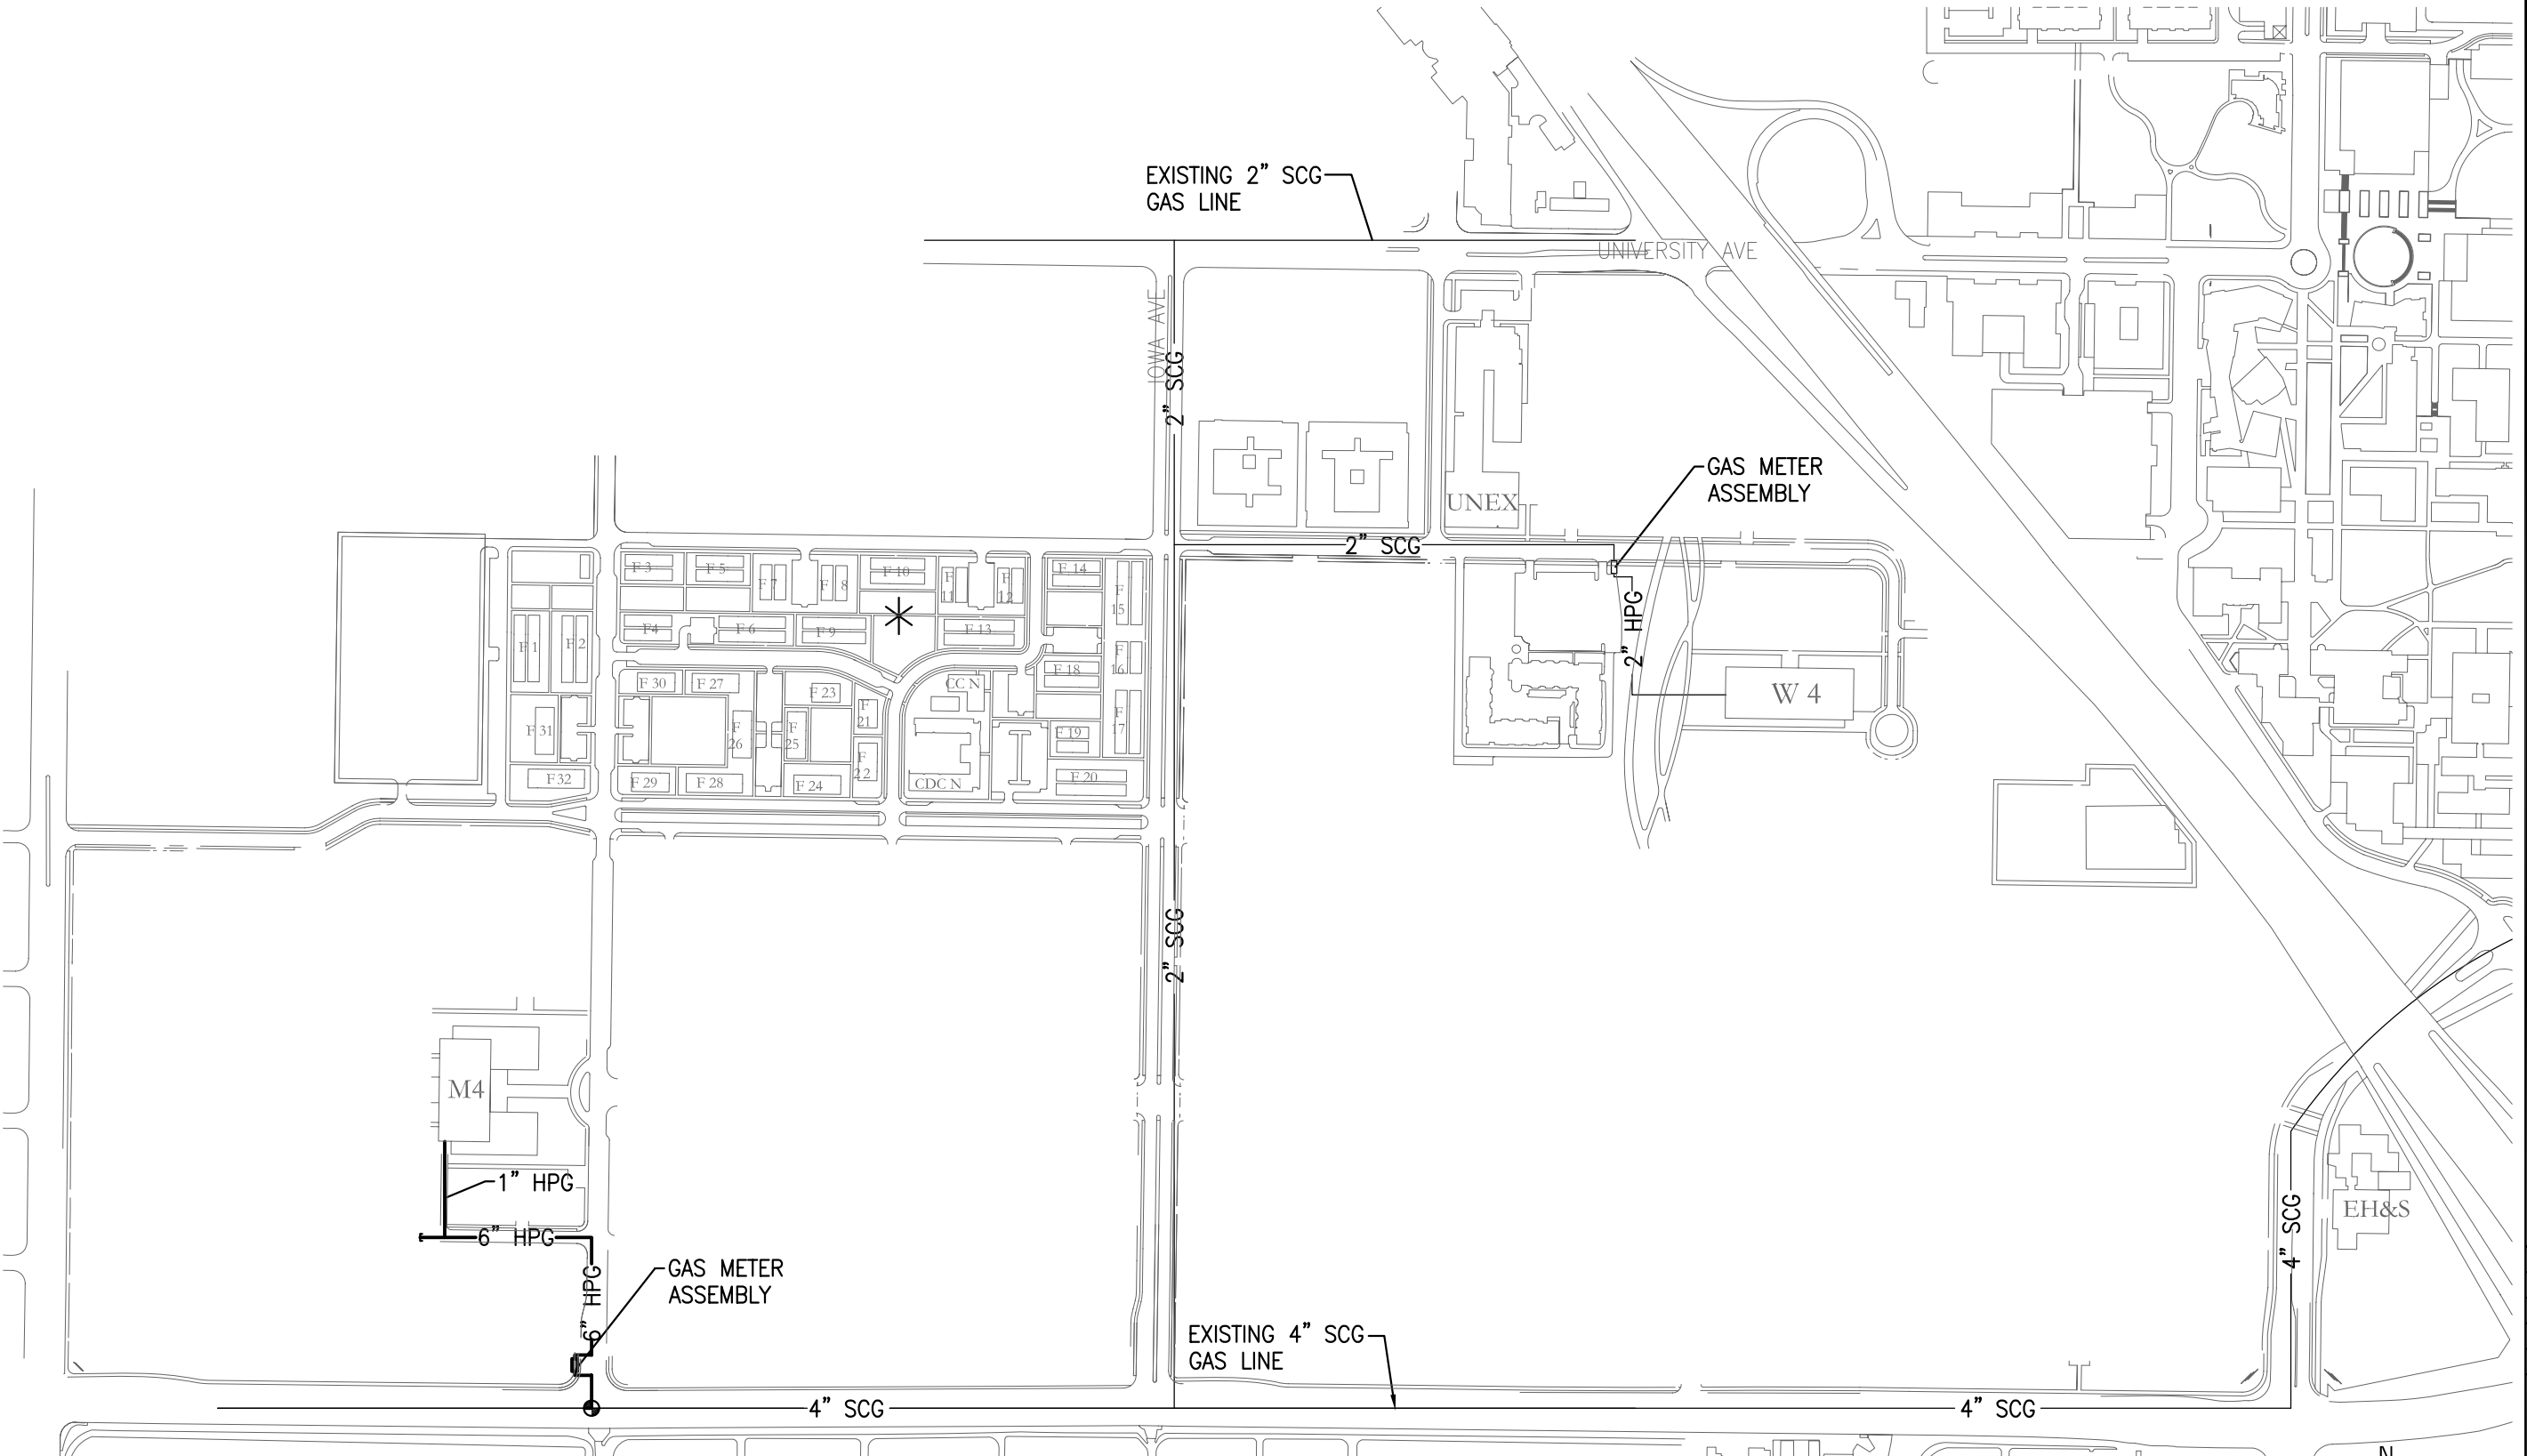 EXISTING 2" SCG
GAS LINE
UNIVERSITY AVE
IOWA AVE
2" SCG
GAS METER
ASSEMBLY
UNEX
2" SCG
2" HPG
W 4
F 3
F 5
F 7
F 8
F 10
F 11
F 12
F 14
F 15
F 1
F 2
F4
F 6
F 9
F 13
F 16
F 18
F 30
F 27
F 23
CC N
F 21
F 17
F 31
F 26
F 25
F 19
F 22
F 32
F 29
F 28
F 24
CDC N
F 20
2" SCG
M4
1" HPG
6" HPG
6" HPG
GAS METER
ASSEMBLY
EH&S
4" SCG
EXISTING 4" SCG
GAS LINE
4" SCG
4" SCG
N